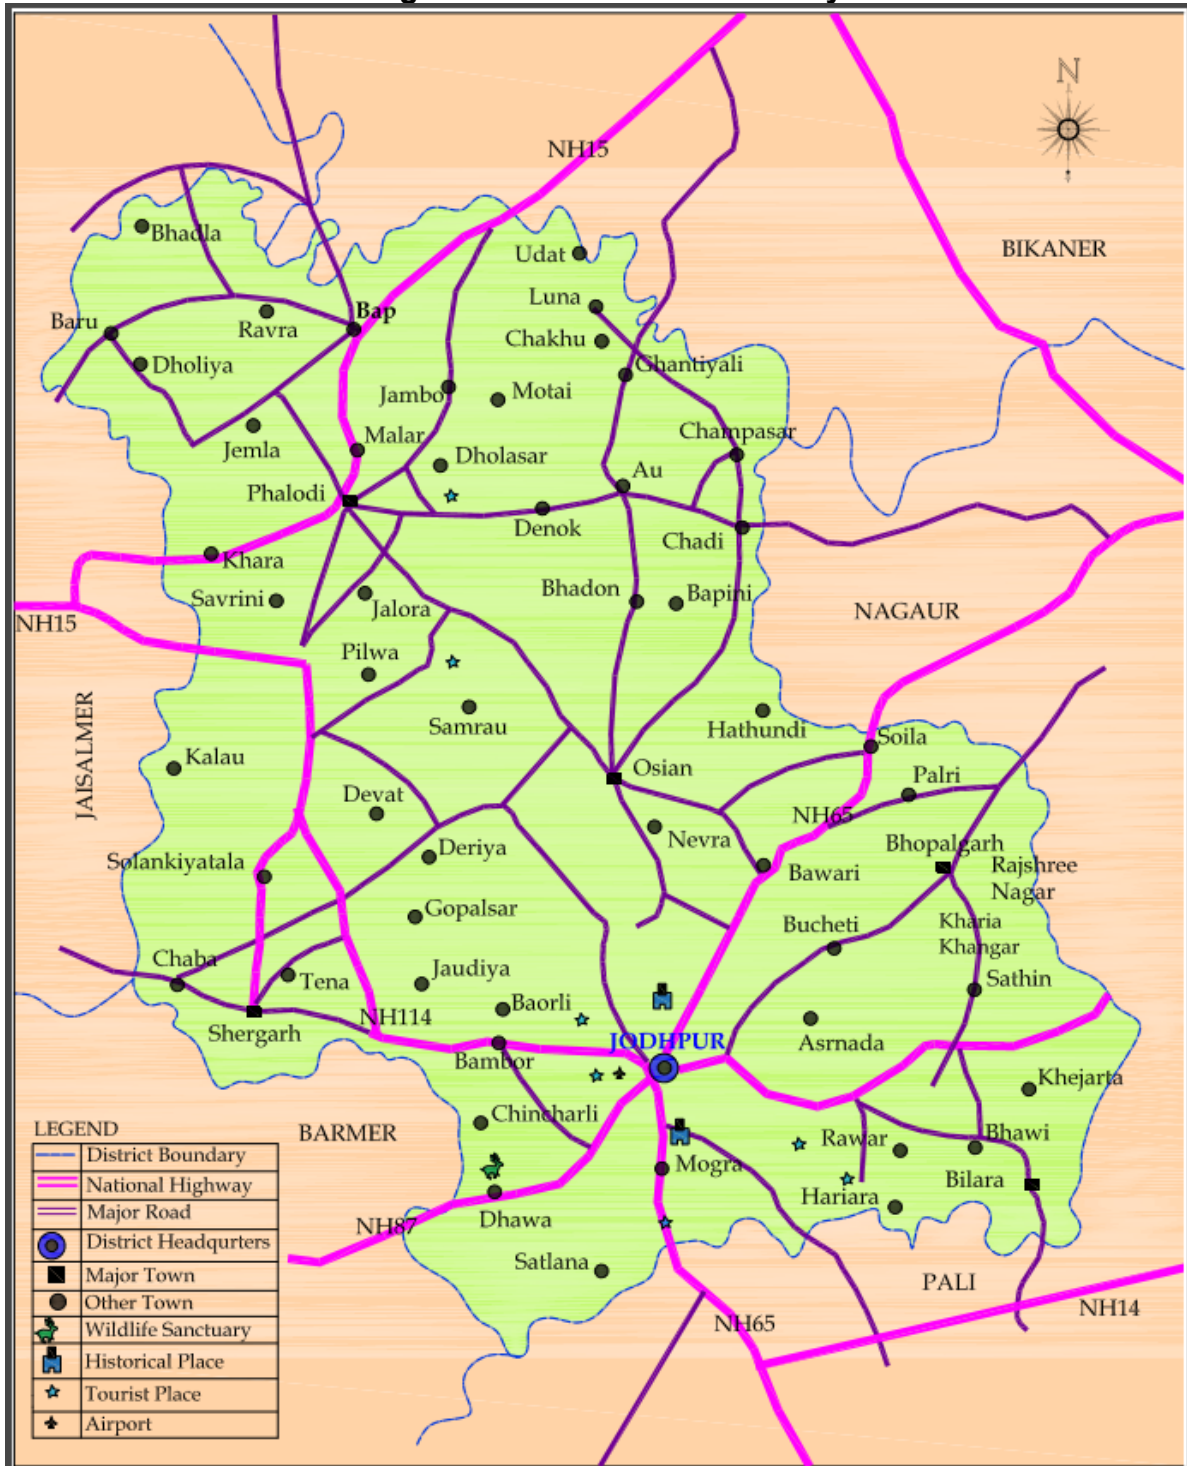 N
NH15
BIKANER
Bhadla
Udat
Luna
Baru
Ravra
Bap
Chakhu
Dholiya
Ghantiyali
Jambo
Motai
Jemla
Malar
Champasar
Dholasar
Phalodi
Au
Denok
Chadi
Khara
Savrini
Jalora
Bhadon
Bapini
NH15
NAGAUR
Pilwa
JAISALMER
Samrau
Hathundi
Soila
Kalau
Osian
Palri
Devat
NH65
Nevra
Deriya
Bhopalgarh
Solankiyatala
Bawari
Rajshree
Nagar
Gopalsar
Bucheti
Kharia
Khangar
Chaba
Tena
Jaudiya
Sathin
Baorli
Shergarh
NH114
JODHPUR
Asrnada
Bambor
Khejarta
Chincharli
LEGEND
BARMER
Rawar
Bhawi
District Boundary
Mogra
National Highway
Hariara
Bilara
Major Road
Dhawa
NH87
District Headqurters
Satlana
Major Town
PALI
Other Town
NH14
Wildlife Sanctuary
NH65
Historical Place
Tourist Place
Airport